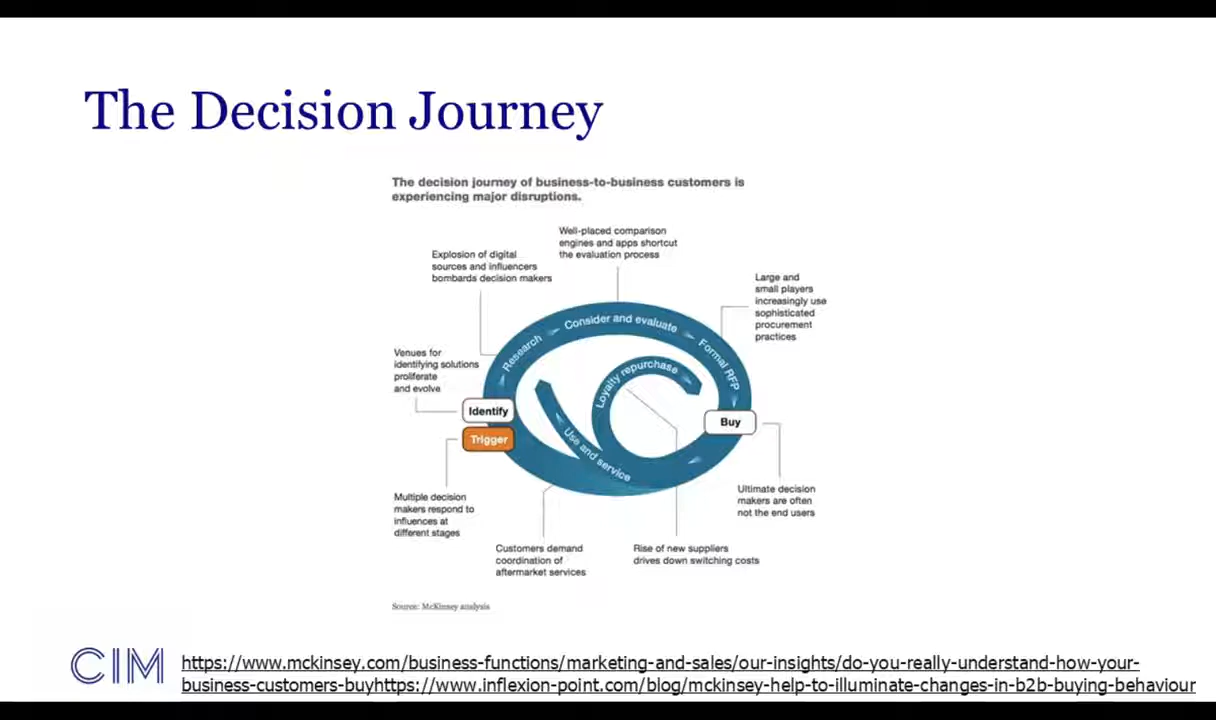 The Decision Journey
The decision journey of business-to-business customers is
experiencing major disruptions.
Well-placed comparison
engines and apps shortcut
the evaluation process
Explosion of digital
sources and influencers
bombards decision makers
Large and
small players
increasingly use
sophisticated
procurement
practices
Venues for
identifying solutions
proliferate
and evolve
Research
Consider and evaluate
Formal RFP
Loyalty repurchase
Use and service
Identify
Trigger
Buy
Multiple decision
makers respond to
influences at
different stages
Customers demand
coordination of
aftermarket services
Rise of new suppliers
drives down switching costs
Ultimate decision
makers are often
not the end users
Source: McKinsey analysis
CIM
https://www.mckinsey.com/business-functions/marketing-and-sales/our-insights/do-you-really-understand-how-your-
business-customers-buyhttps://www.inflexion-point.com/blog/mckinsey-help-to-illuminate-changes-in-b2b-buying-behaviour